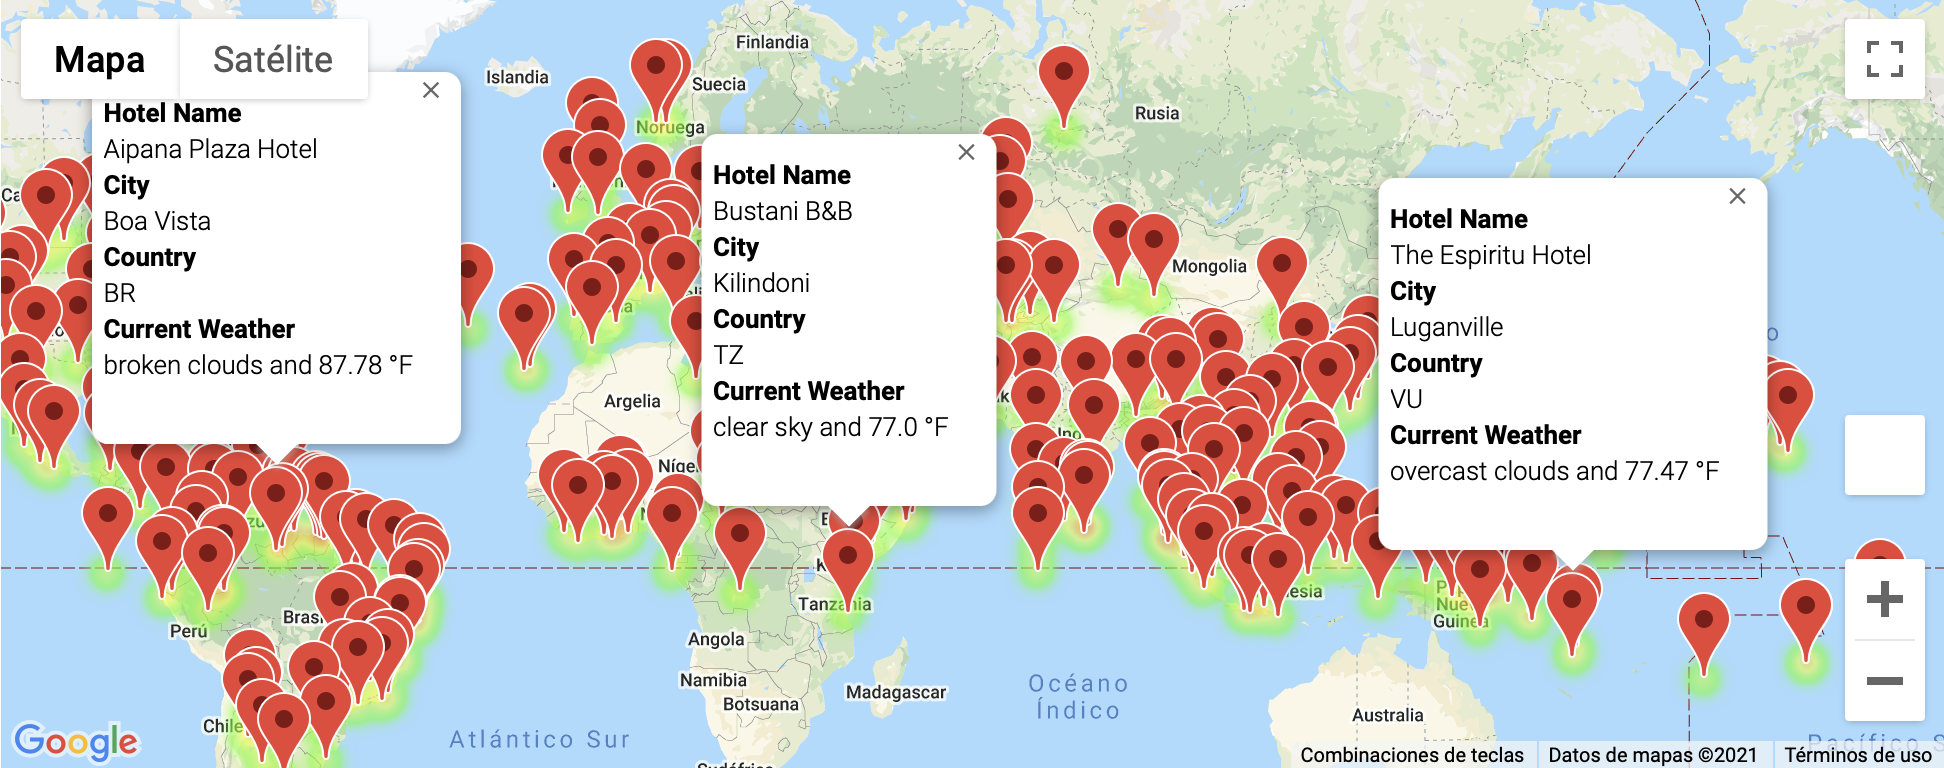 Mapa
Satélite
Hotel Name
Aipana Plaza Hotel
City
Boa Vista
Country
BR
Current Weather
broken clouds and 87.78 °F
Hotel Name
Bustani B&B
City
Kilindoni
Country
TZ
Current Weather
clear sky and 77.0 °F
Hotel Name
The Espiritu Hotel
City
Luganville
Country
VU
Current Weather
overcast clouds and 77.47 °F
Finlandia
Islandia
Suecia
Noruega
Rusia
Mongolia
Argelia
Tanzania
Perú
Angola
Namibia
Botsuana
Madagascar
Chile
Océano
Índico
Atlántico Sur
Australia
Guinea
Google
Combinaciones de teclas
Datos de mapas ©2021
Términos de uso